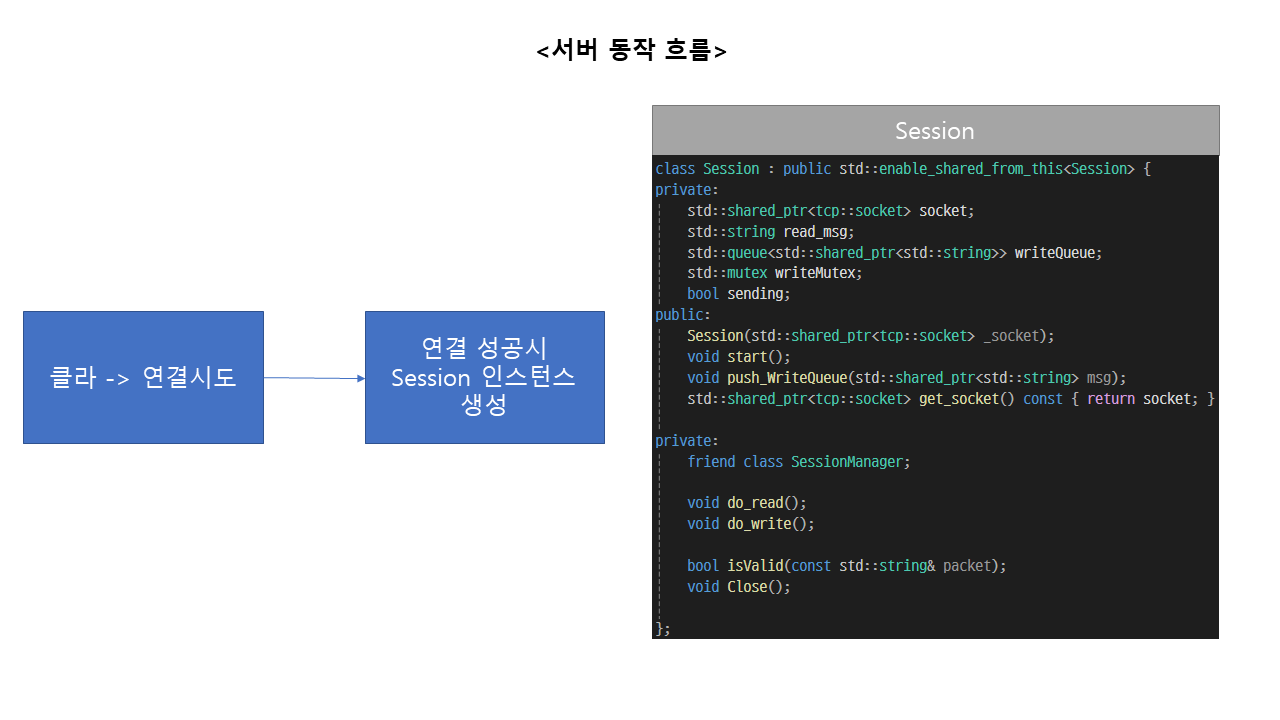 <서버 동작 흐름>
클라 -> 연결시도
연결 성공시
Session 인스턴스
생성
Session
class Session : public std::enable_shared_from_this<Session> {
private:
    std::shared_ptr<tcp::socket> socket;
    std::string read_msg;
    std::queue<std::shared_ptr<std::string>> writeQueue;
    std::mutex writeMutex;
    bool sending;
public:
    Session(std::shared_ptr<tcp::socket> _socket);
    void start();
    void push_WriteQueue(std::shared_ptr<std::string> msg);
    std::shared_ptr<tcp::socket> get_socket() const { return socket; }
private:
    friend class SessionManager;
    void do_read();
    void do_write();
    bool isValid(const std::string& packet);
    void Close();
};